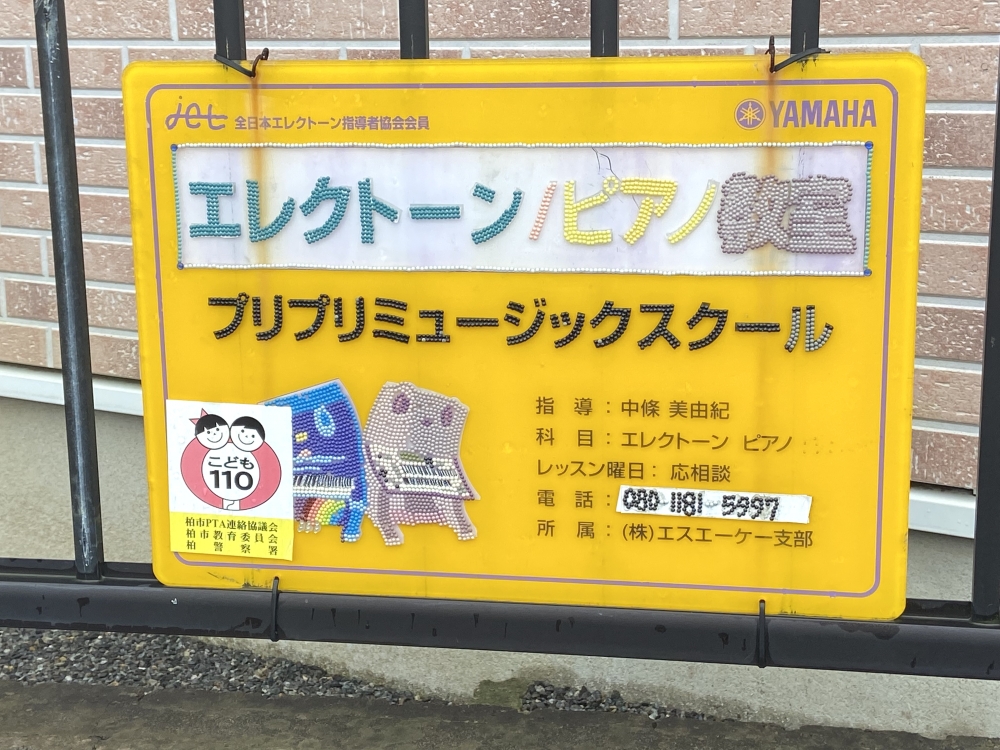 jet 全日本エレクトーン指導者協会会員
YAMAHA
エレクトーン/ピアノ教室
プリプリミュージックスクール
指 導 : 中條 美由紀
科 目 : エレクトーン ピアノ
レッスン曜日 : 応相談
電 話 : 080-1181-5997
所 属 : (株)エスエーケー支部
こども
110
柏市PTA連絡協議会
柏市教育委員会
柏警察署